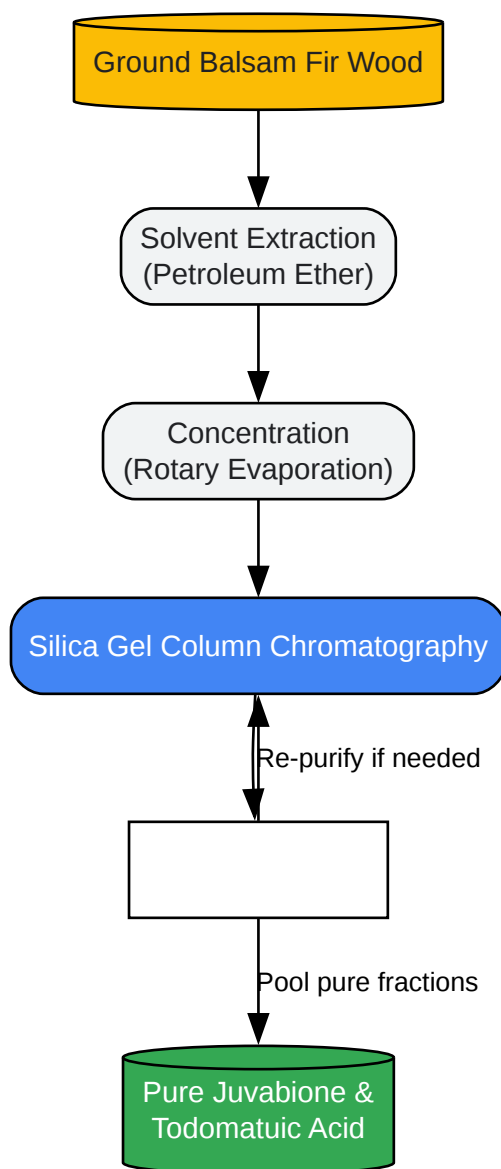 Ground Balsam Fir Wood
Solvent Extraction
(Petroleum Ether)
Concentration
(Rotary Evaporation)
Silica Gel Column Chromatography
Re-purify if needed
Pool pure fractions
Pure Juvabione &
Todomatuic Acid